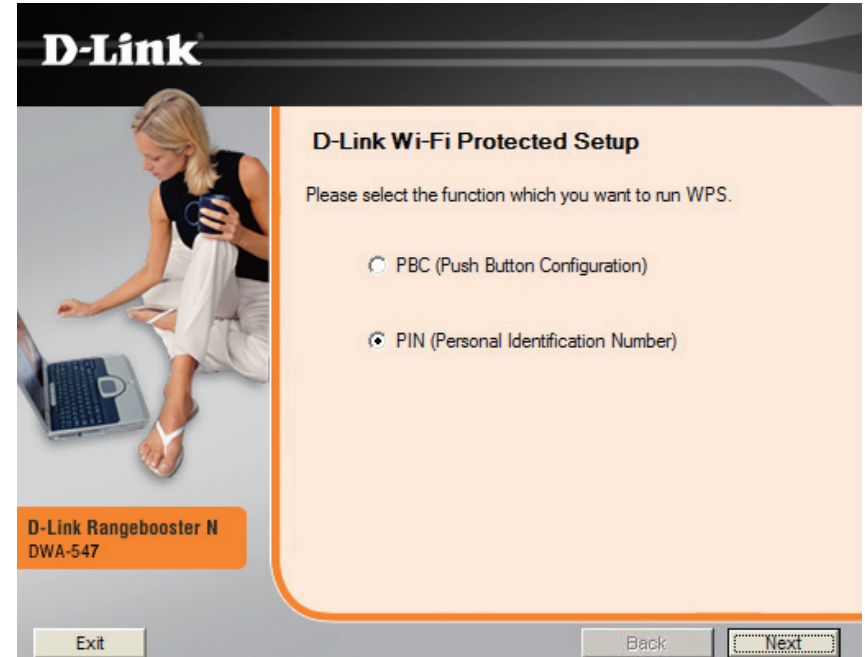 D-Link
D-Link Wi-Fi Protected Setup
Please select the function which you want to run WPS.
PBC (Push Button Configuration)
PIN (Personal Identification Number)
D-Link Rangebooster N
DWA-547
Exit
Back
Next